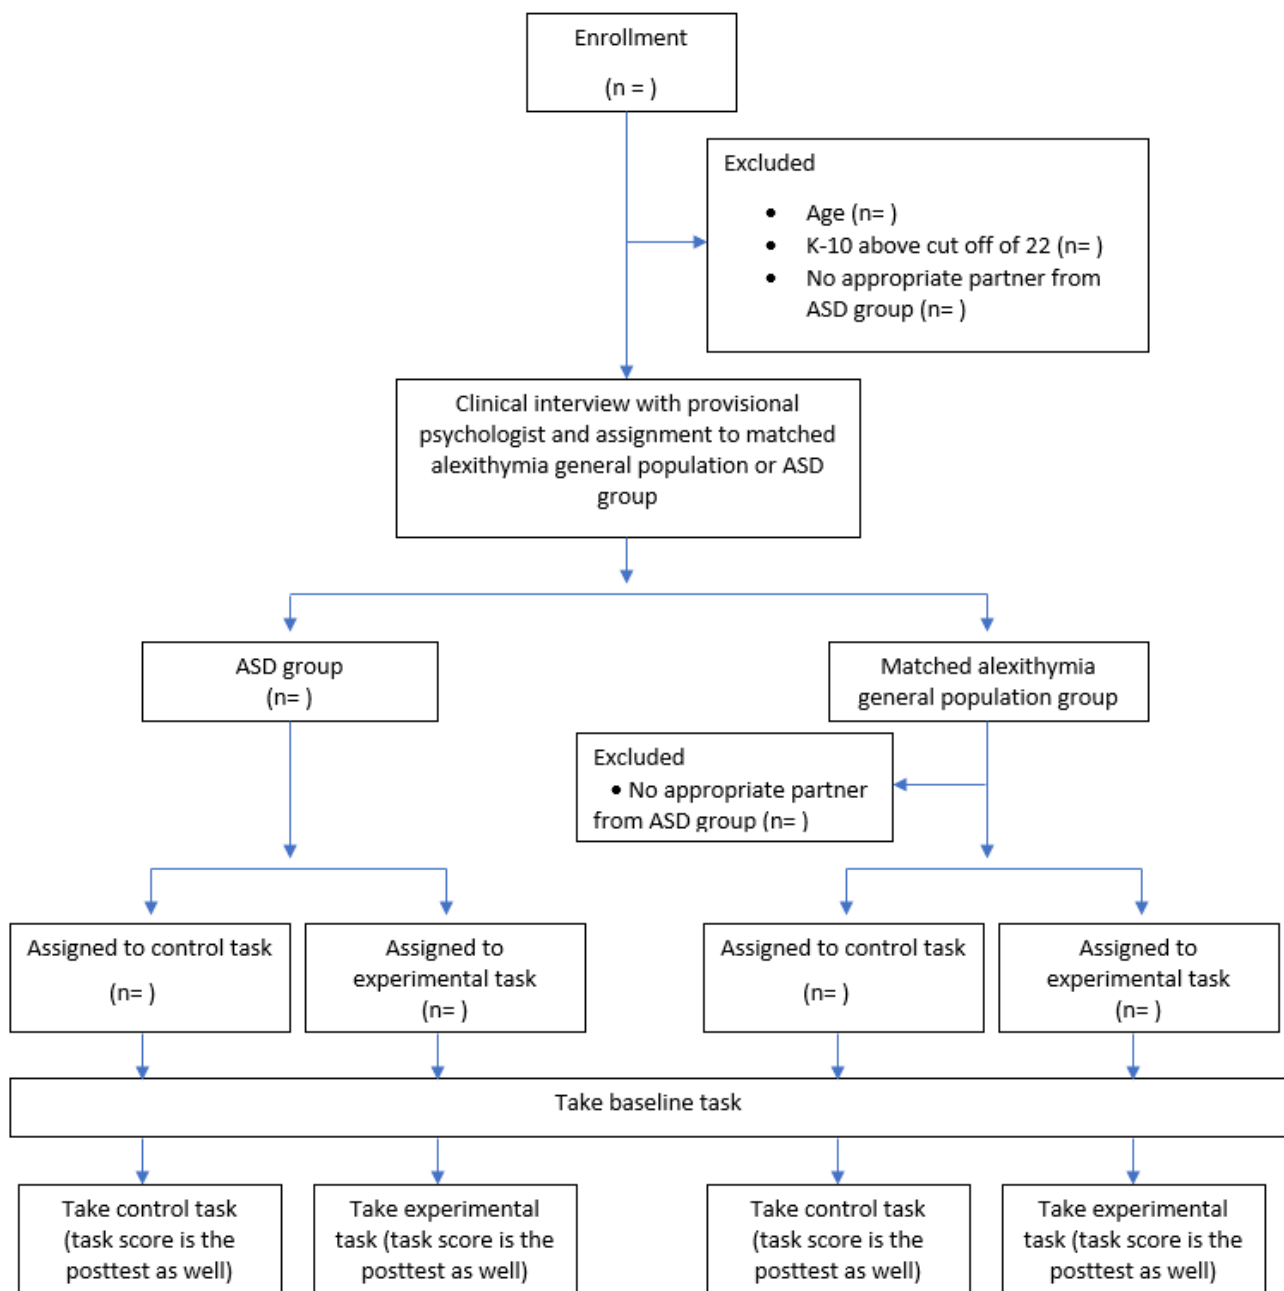 Enrollment
(n = )
Excluded
• Age (n= )
• K-10 above cut off of 22 (n= )
• No appropriate partner from
ASD group (n= )
Clinical interview with provisional
psychologist and assignment to matched
alexithymia general population or ASD
group
ASD group
(n= )
Matched alexithymia
general population group
Excluded
• No appropriate partner
from ASD group (n= )
Assigned to control task
(n= )
Assigned to
experimental task
(n= )
Assigned to control task
(n= )
Assigned to
experimental task
(n= )
Take baseline task
Take control task
(task score is the
posttest as well)
Take experimental
task (task score is the
posttest as well)
Take control task
(task score is the
posttest as well)
Take experimental
task (task score is the
posttest as well)